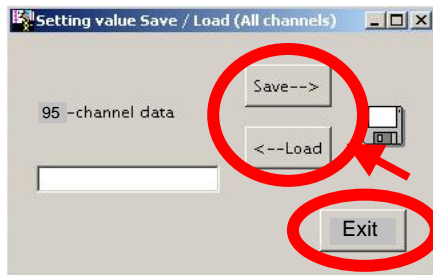 Setting value Save / Load (All channels)
Save-->
95 -channel data
<--Load
Exit